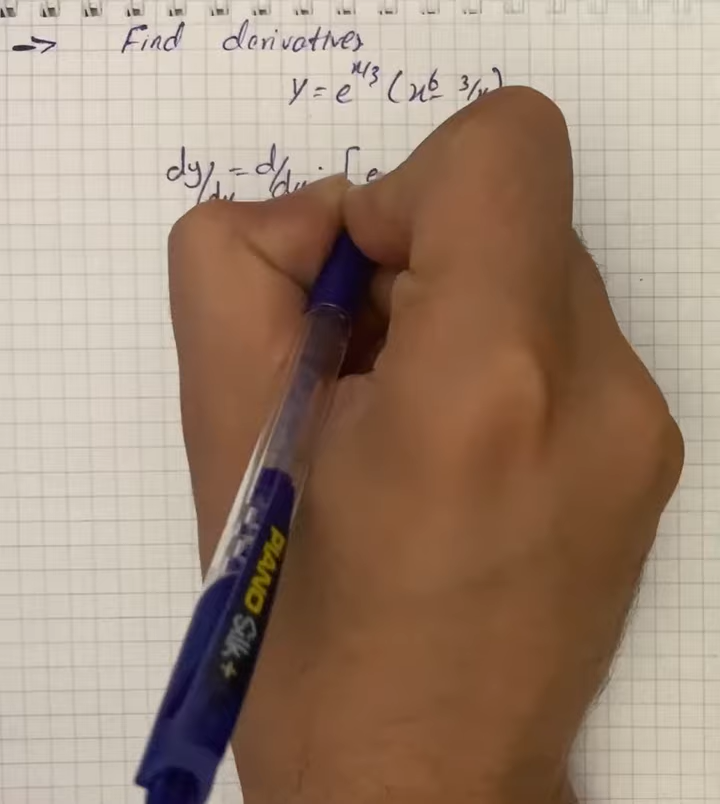 → Find derivatives
y = e^x/3 (x^6 - 3/x)
dy/dx = d/dx · [e
PIANO Silk +